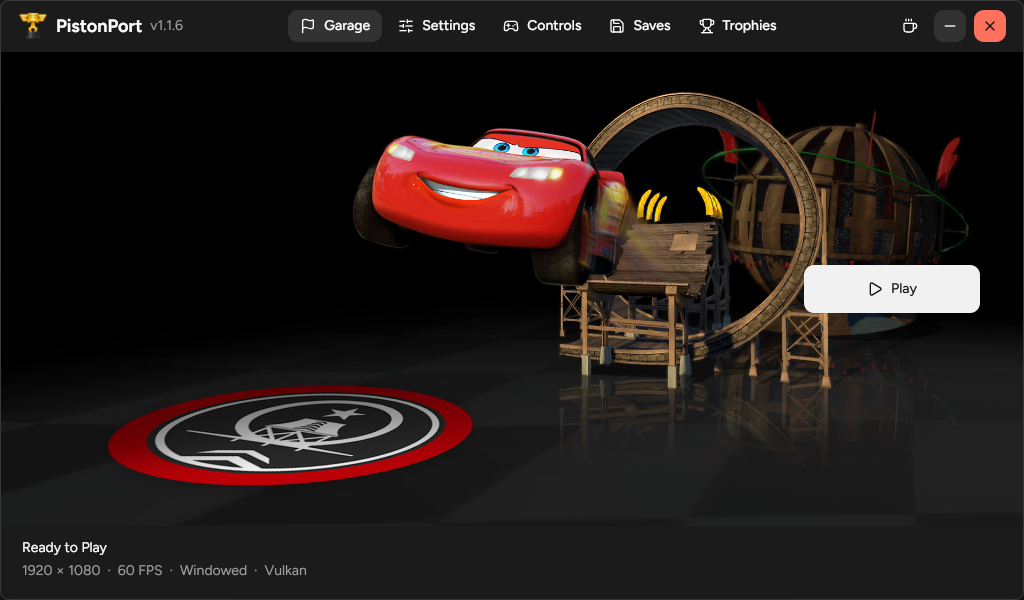 PistonPort v1.1.6
Garage Settings Controls Saves Trophies
Play
Ready to Play
1920 × 1080 · 60 FPS · Windowed · Vulkan